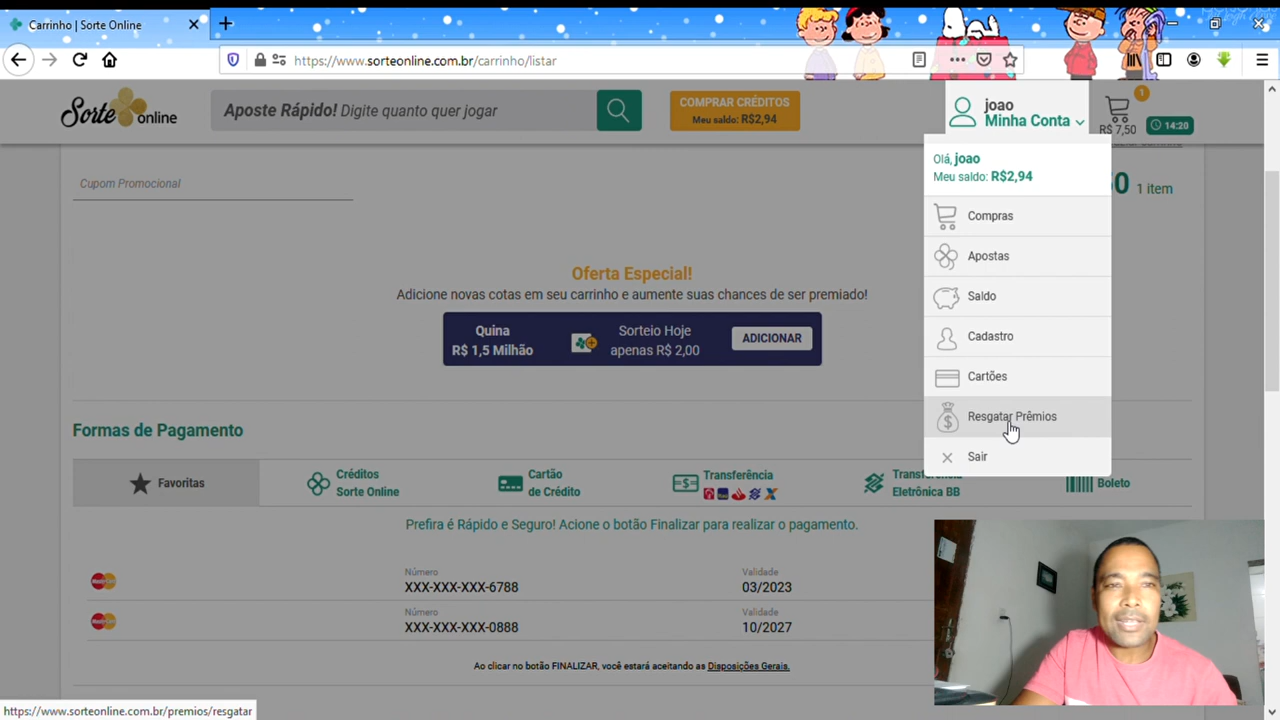 Carrinho | Sorte Online
https://www.sorteonline.com.br/carrinho/listar
Sorte online
Aposte Rápido! Digite quanto quer jogar
COMPRAR CRÉDITOS
Meu saldo: R$2,94
joao
Minha Conta
1
R$ 7,50
14:20
Olá, joao
Meu saldo: R$2,94
Cupom Promocional
0 1 item
Compras
Apostas
Saldo
Cadastro
Cartões
Resgatar Prêmios
Sair
Oferta Especial!
Adicione novas cotas em seu carrinho e aumente suas chances de ser premiado!
Quina
R$ 1,5 Milhão
Sorteio Hoje
apenas R$ 2,00
ADICIONAR
Formas de Pagamento
Favoritas
Créditos
Sorte Online
Cartão
de Crédito
Transferência
Eletrônica BB
Boleto
Prefira é Rápido e Seguro! Acione o botão Finalizar para realizar o pagamento.
Número
XXX-XXX-XXX-6788
Validade
03/2023
Número
XXX-XXX-XXX-0888
Validade
10/2027
Ao clicar no botão FINALIZAR, você estará aceitando as Disposições Gerais.
https://www.sorteonline.com.br/premios/resgatar